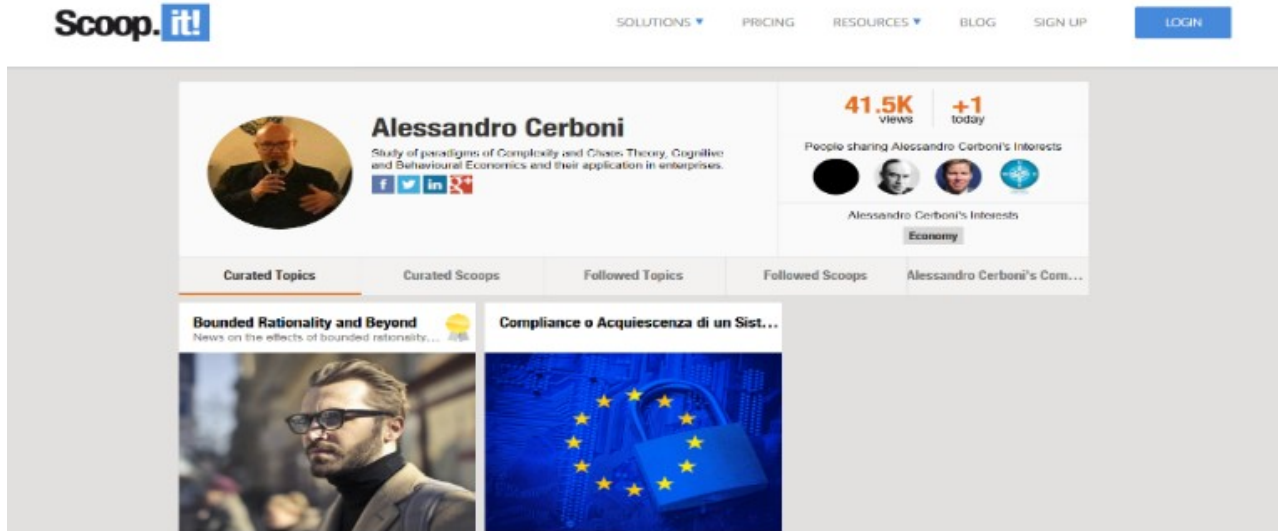 Scoop.it!
SOLUTIONS ▼ PRICING RESOURCES ▼ BLOG SIGN UP LOGIN
Alessandro Cerboni
Study of paradigms of Complexity and Chaos Theory, Cognitive
and Behavioural Economics and their application in enterprises.
f in g+
41.5K +1
views today
People sharing Alessandro Cerboni's Interests
Alessandro Cerboni's Interests
Economy
Curated Topics Curated Scoops Followed Topics Followed Scoops Alessandro Cerboni's Com...
Bounded Rationality and Beyond
News on the effects of bounded rationality...
Compliance o Acquiescenza di un Sist...